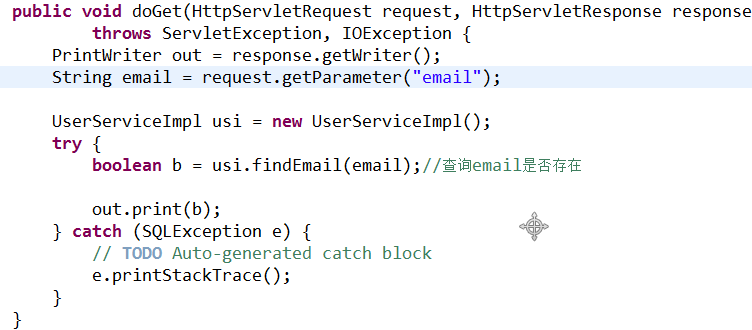 public void doGet(HttpServletRequest request, HttpServletResponse response
        throws ServletException, IOException {
    PrintWriter out = response.getWriter();
    String email = request.getParameter("email");

    UserServiceImpl usi = new UserServiceImpl();
    try {
        boolean b = usi.findEmail(email);//查询email是否存在

        out.print(b);
    } catch (SQLException e) {
        // TODO Auto-generated catch block
        e.printStackTrace();
    }
}